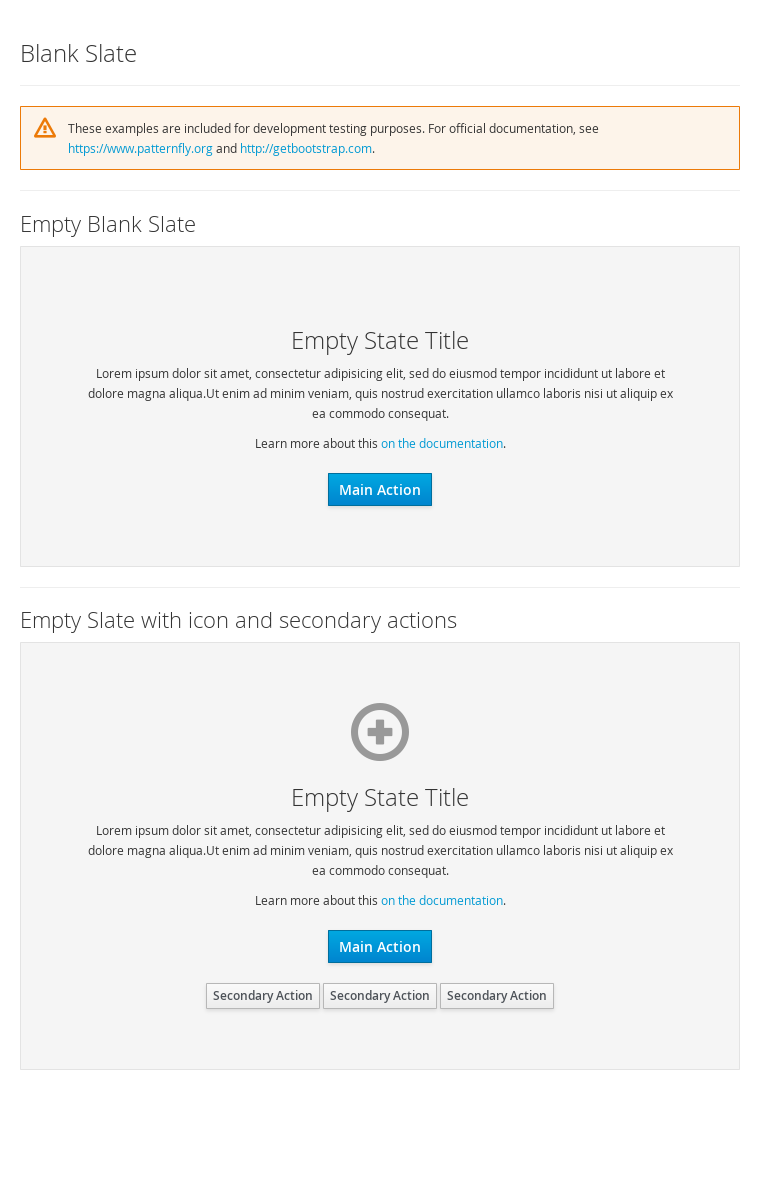 Blank Slate
These examples are included for development testing purposes. For official documentation, see
https://www.patternfly.org and http://getbootstrap.com.
Empty Blank Slate
Empty State Title
Lorem ipsum dolor sit amet, consectetur adipisicing elit, sed do eiusmod tempor incididunt ut labore et
dolore magna aliqua.Ut enim ad minim veniam, quis nostrud exercitation ullamco laboris nisi ut aliquip ex
ea commodo consequat.
Learn more about this on the documentation.
Main Action
Empty Slate with icon and secondary actions
Empty State Title
Lorem ipsum dolor sit amet, consectetur adipisicing elit, sed do eiusmod tempor incididunt ut labore et
dolore magna aliqua.Ut enim ad minim veniam, quis nostrud exercitation ullamco laboris nisi ut aliquip ex
ea commodo consequat.
Learn more about this on the documentation.
Main Action
Secondary Action Secondary Action Secondary Action